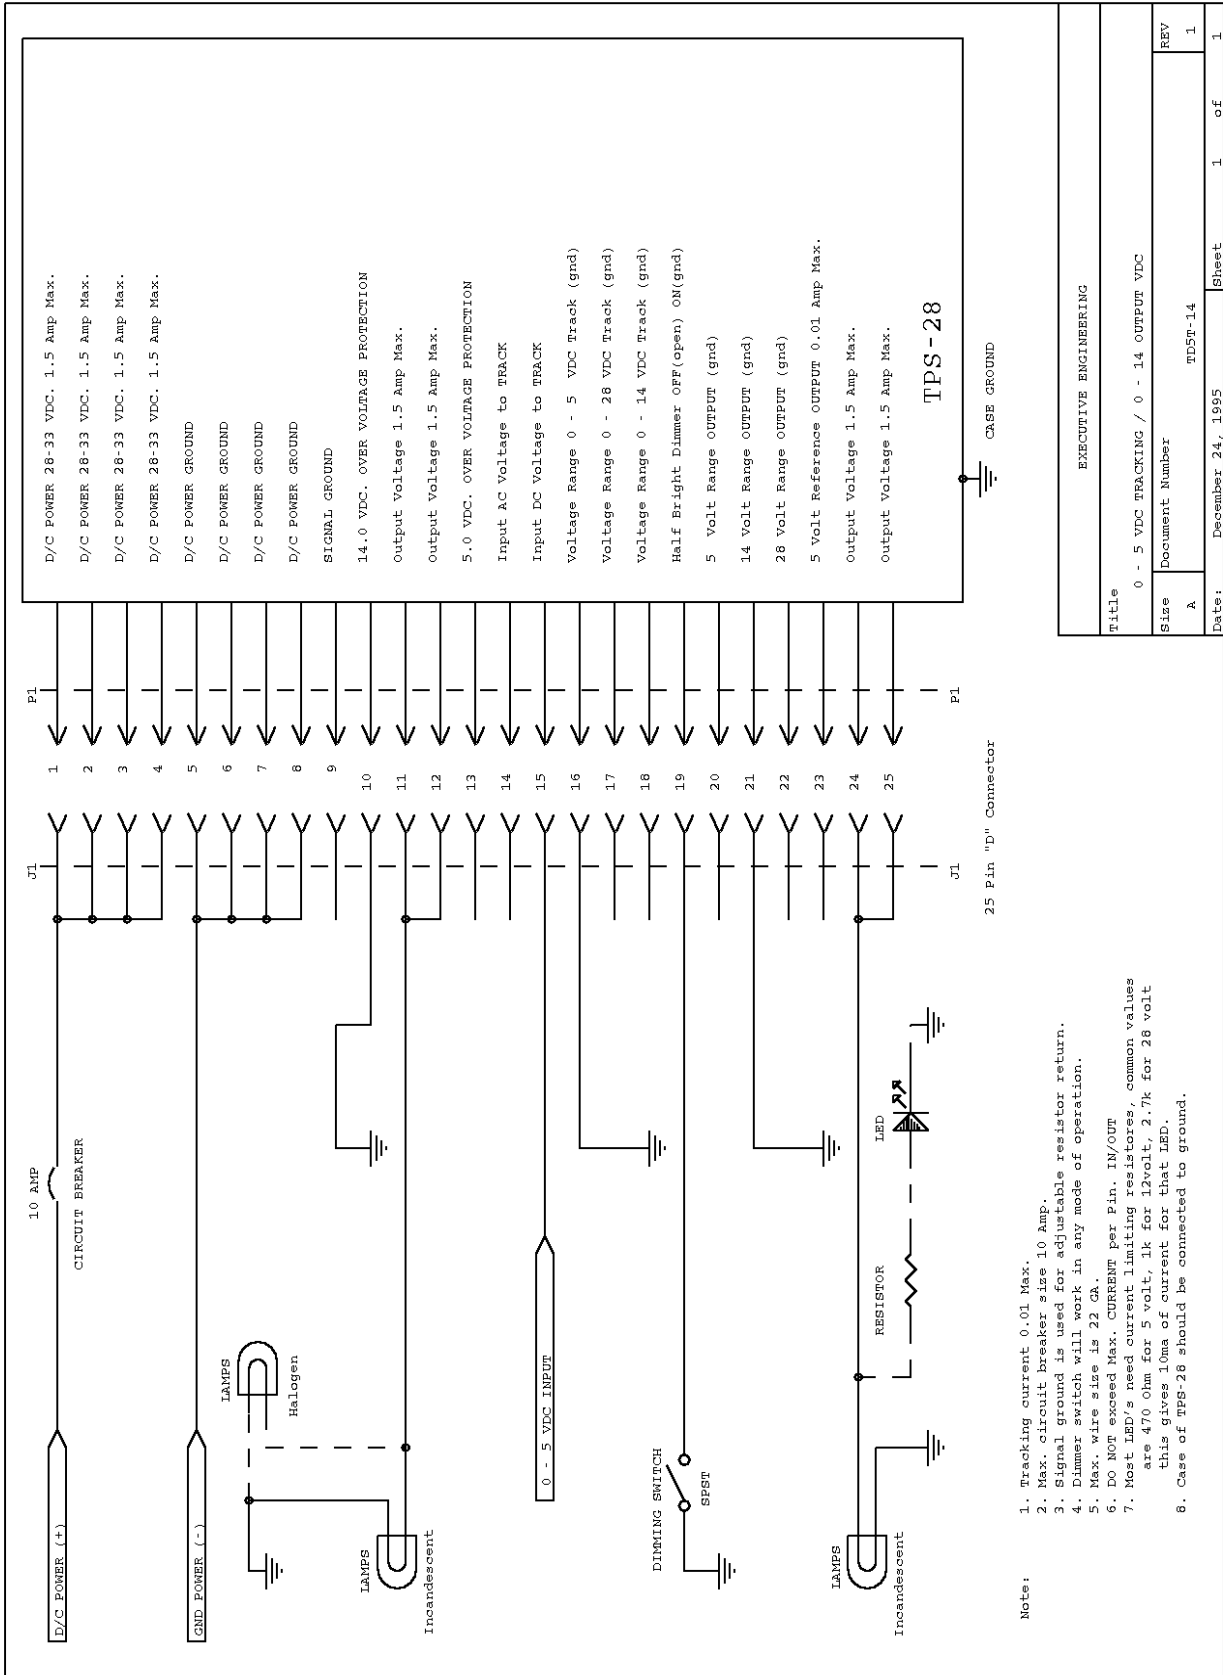 D/C POWER (+)
10 AMP
CIRCUIT BREAKER
GND POWER (-)
LAMPS
Halogen
LAMPS
Incandescent
0 - 5 VDC INPUT
DIMMING SWITCH
SPST
RESISTOR
LED
LAMPS
Incandescent
J1
P1
1
2
3
4
5
6
7
8
9
10
11
12
13
14
15
16
17
18
19
20
21
22
23
24
25
J1
P1
25 Pin "D" Connector
D/C POWER 28-33 VDC. 1.5 Amp Max.
D/C POWER 28-33 VDC. 1.5 Amp Max.
D/C POWER 28-33 VDC. 1.5 Amp Max.
D/C POWER 28-33 VDC. 1.5 Amp Max.
D/C POWER GROUND
D/C POWER GROUND
D/C POWER GROUND
D/C POWER GROUND
SIGNAL GROUND
14.0 VDC. OVER VOLTAGE PROTECTION
Output Voltage 1.5 Amp Max.
Output Voltage 1.5 Amp Max.
5.0 VDC. OVER VOLTAGE PROTECTION
Input AC Voltage to TRACK
Input DC Voltage to TRACK
Voltage Range 0 - 5 VDC Track (gnd)
Voltage Range 0 - 28 VDC Track (gnd)
Voltage Range 0 - 14 VDC Track (gnd)
Half Bright Dimmer OFF(open) ON(gnd)
5 Volt Range OUTPUT (gnd)
14 Volt Range OUTPUT (gnd)
28 Volt Range OUTPUT (gnd)
5 Volt Reference OUTPUT 0.01 Amp Max.
Output Voltage 1.5 Amp Max.
Output Voltage 1.5 Amp Max.
TPS-28
CASE GROUND
Note:
1. Tracking current 0.01 Max.
2. Max. circuit breaker size 10 Amp.
3. Signal ground is used for adjustable resistor return.
4. Dimmer switch will work in any mode of operation.
5. Max. wire size is 22 GA.
6. DO NOT exceed Max. CURRENT per Pin. IN/OUT
7. Most LED's need current limiting resistores, common values
are 470 Ohm for 5 volt, 1k for 12volt, 2.7k for 28 volt
this gives 10ma of current for that LED.
8. Case of TPS-28 should be connected to ground.
EXECUTIVE ENGINEERING
Title
0 - 5 VDC TRACKING / 0 - 14 OUTPUT VDC
Size Document Number REV
A TD5T-14 1
Date: December 24, 1995 Sheet 1 of 1